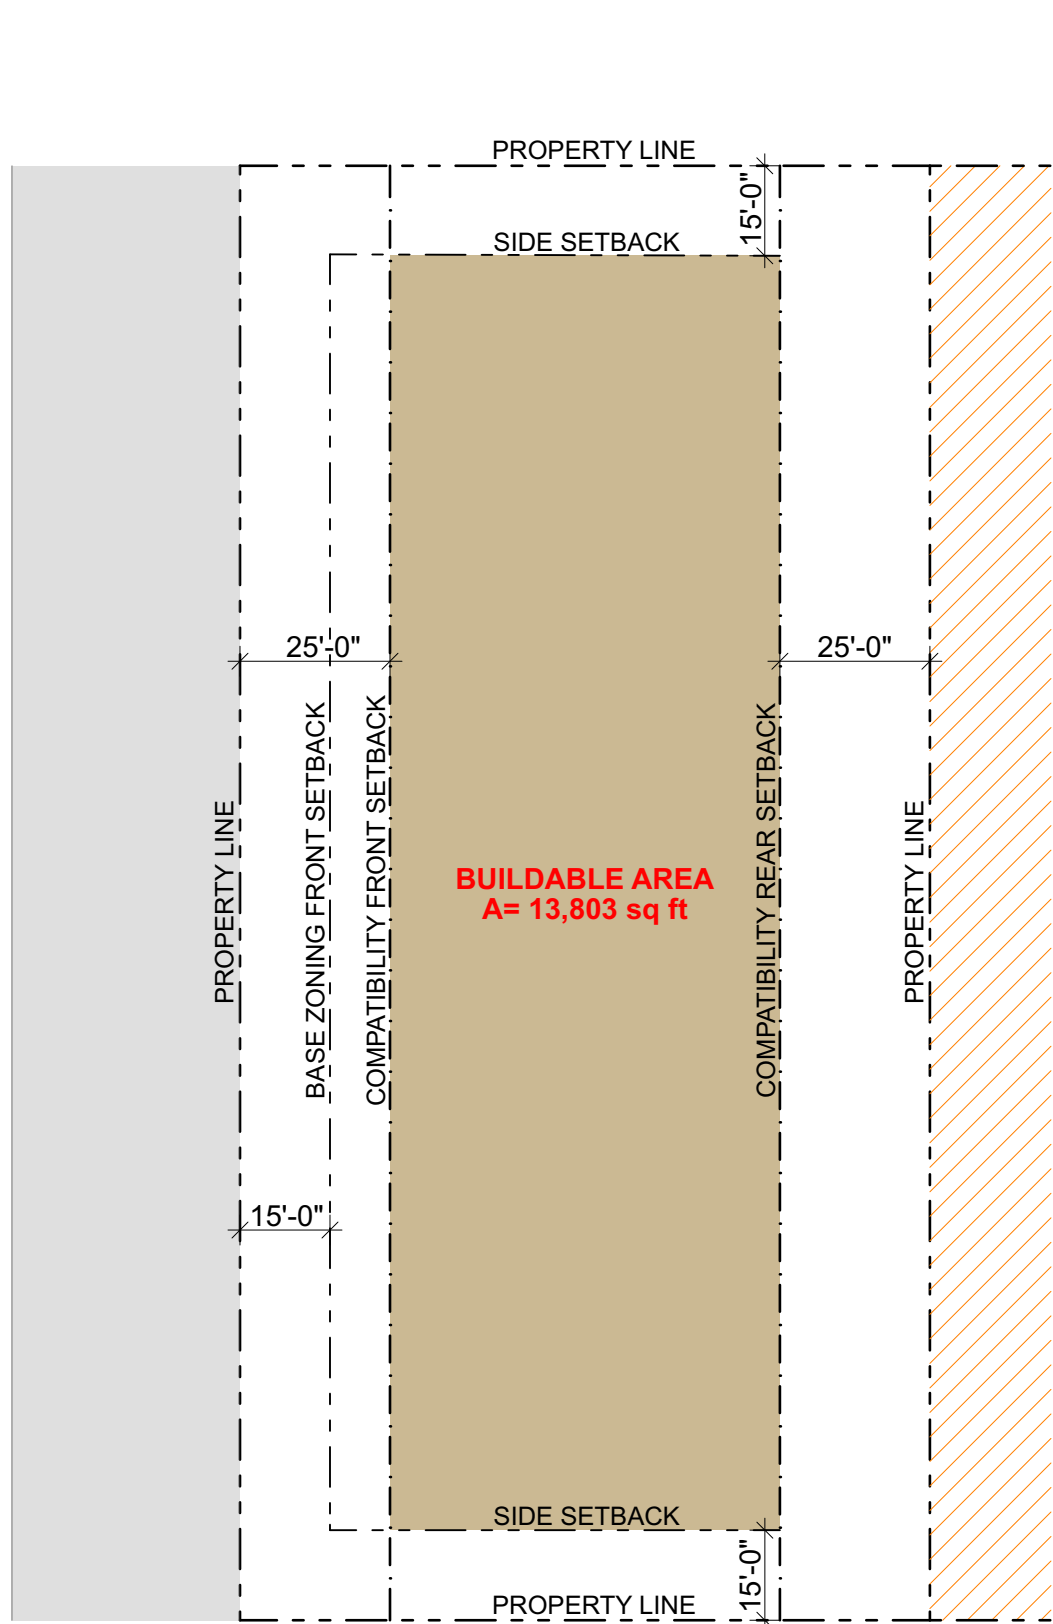 PROPERTY LINE
15'-0"
SIDE SETBACK
25'-0"
25'-0"
PROPERTY LINE
BASE ZONING FRONT SETBACK
COMPATIBILITY FRONT SETBACK
BUILDABLE AREA
A= 13,803 sq ft
COMPATIBILITY REAR SETBACK
PROPERTY LINE
15'-0"
SIDE SETBACK
15'-0"
PROPERTY LINE